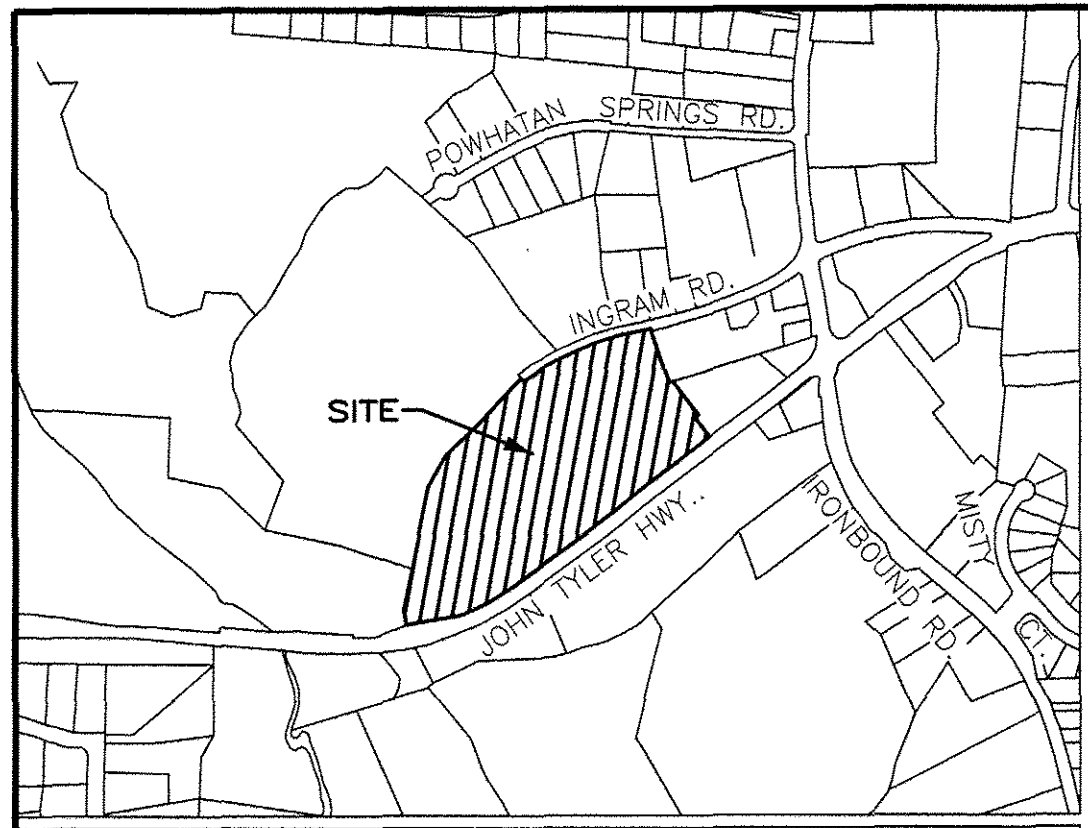 POWHATAN SPRINGS RD.
INGRAM RD.
SITE
JOHN TYLER HWY..
IRONBOUND RD.
MISTY CT.